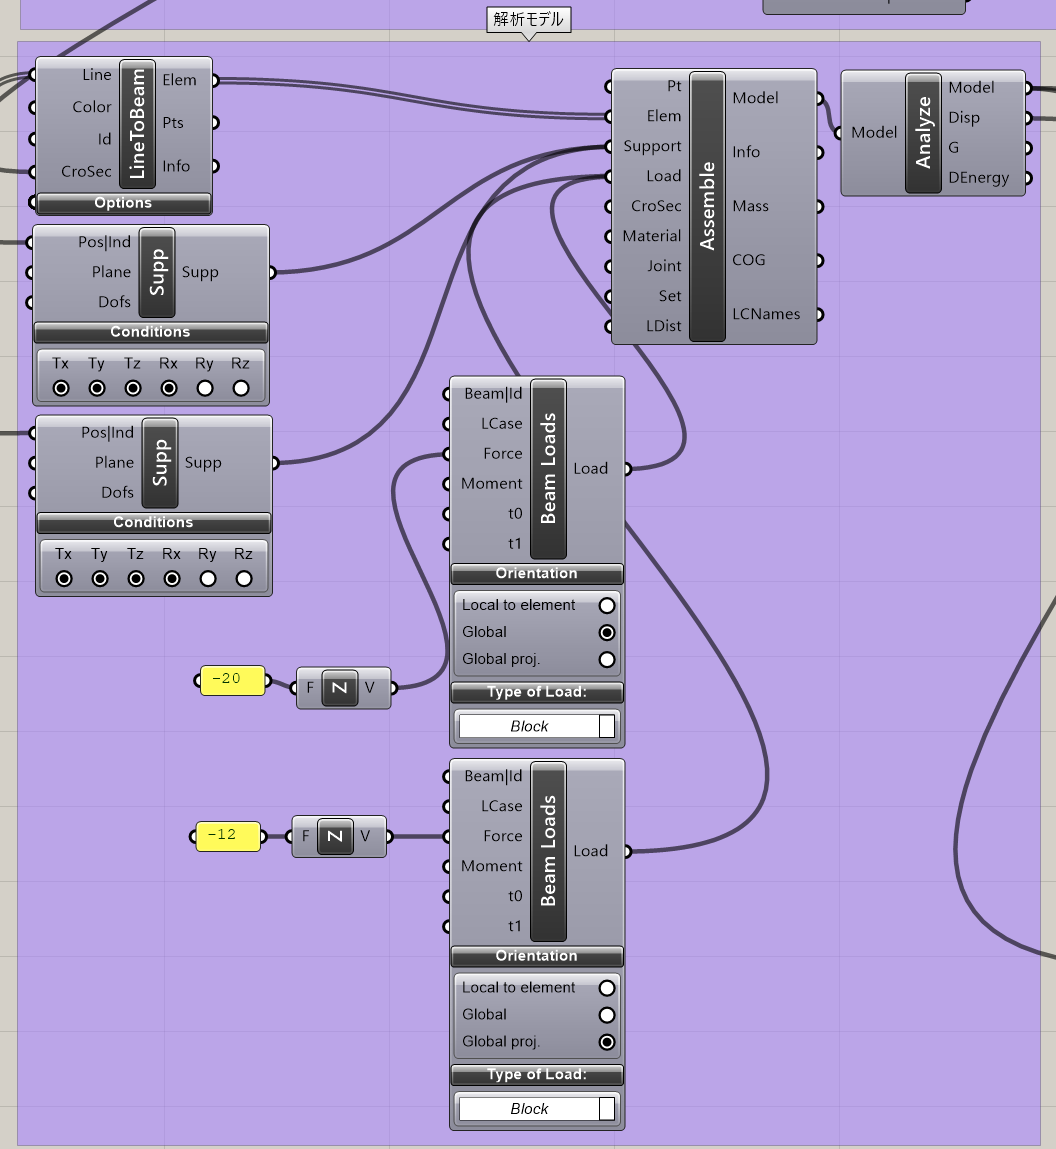 解析モデル
Line
Color
Id
CroSec
LineToBeam
Elem
Pts
Info
Options
Pos|Ind
Plane
Dofs
Supp
Supp
Conditions
Tx Ty Tz Rx Ry Rz
Pos|Ind
Plane
Dofs
Supp
Supp
Conditions
Tx Ty Tz Rx Ry Rz
Pt
Elem
Support
Load
CroSec
Material
Joint
Set
LDist
Assemble
Model
Info
Mass
COG
LCNames
Model
Analyze
Model
Disp
G
DEnergy
Beam|Id
LCase
Force
Moment
t0
t1
Beam Loads
Load
Orientation
Local to element
Global
Global proj.
Type of Load:
Block
-20
F Z V
Beam|Id
LCase
Force
Moment
t0
t1
Beam Loads
Load
Orientation
Local to element
Global
Global proj.
Type of Load:
Block
-12
F Z V